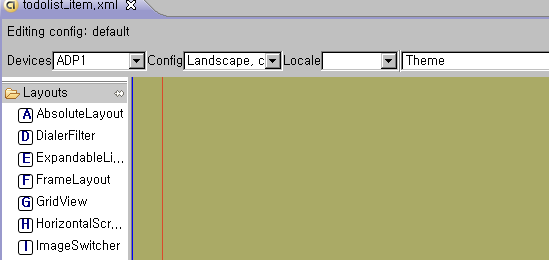 todolist_item.xml
Editing config: default
Devices ADP1 Config Landscape, c Locale Theme
Layouts
A AbsoluteLayout
D DialerFilter
E ExpandableLi...
F FrameLayout
G GridView
H HorizontalScr...
I ImageSwitcher